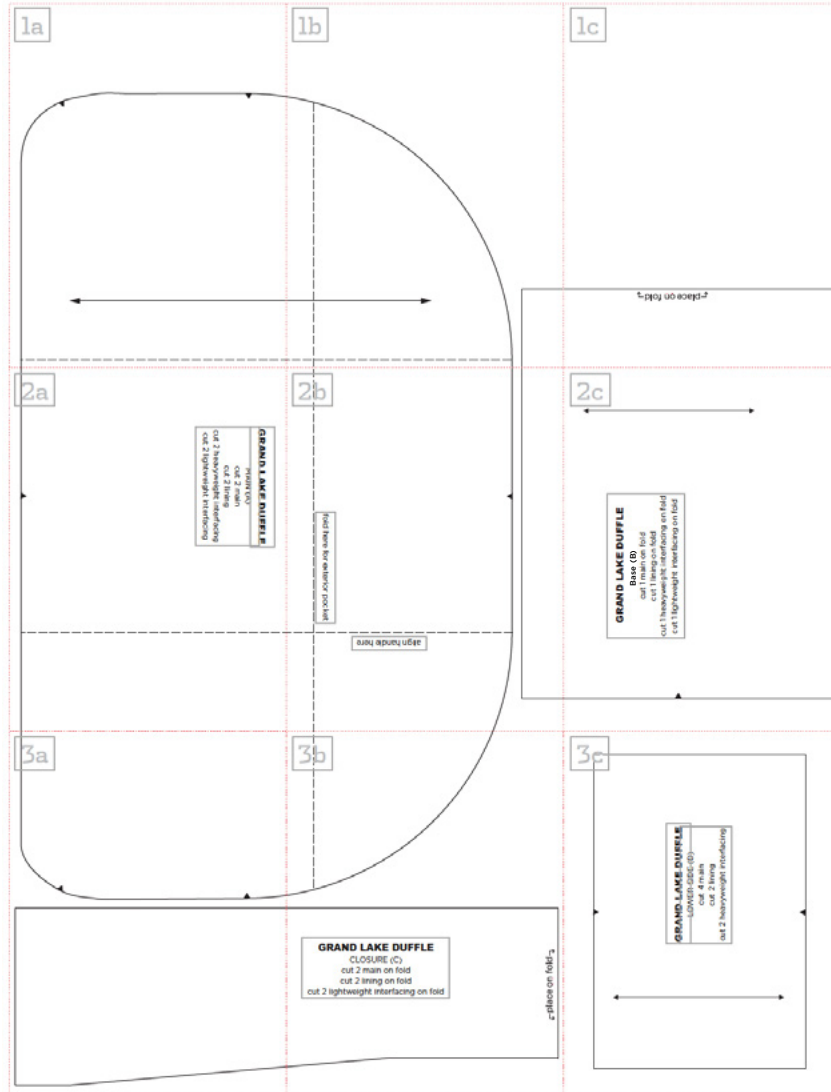 1a
1b
1c
place on fold
2a
2b
2c
GRAND LAKE DUFFLE
cut 2 main
cut 2 lining
cut 2 heavyweight interfacing
cut 2 lightweight interfacing
fold here for exterior pocket
align handle here
GRAND LAKE DUFFLE
Base (B)
cut 1 main on fold
cut 1 lining on fold
cut 1 heavyweight interfacing on fold
cut 1 lightweight interfacing on fold
3a
3b
3c
GRAND LAKE DUFFLE
LOWER SIDE (D)
cut 4 main
cut 2 lining
cut 2 heavyweight interfacing
GRAND LAKE DUFFLE
CLOSURE (C)
cut 2 main on fold
cut 2 lining on fold
cut 2 lightweight interfacing on fold
place on fold